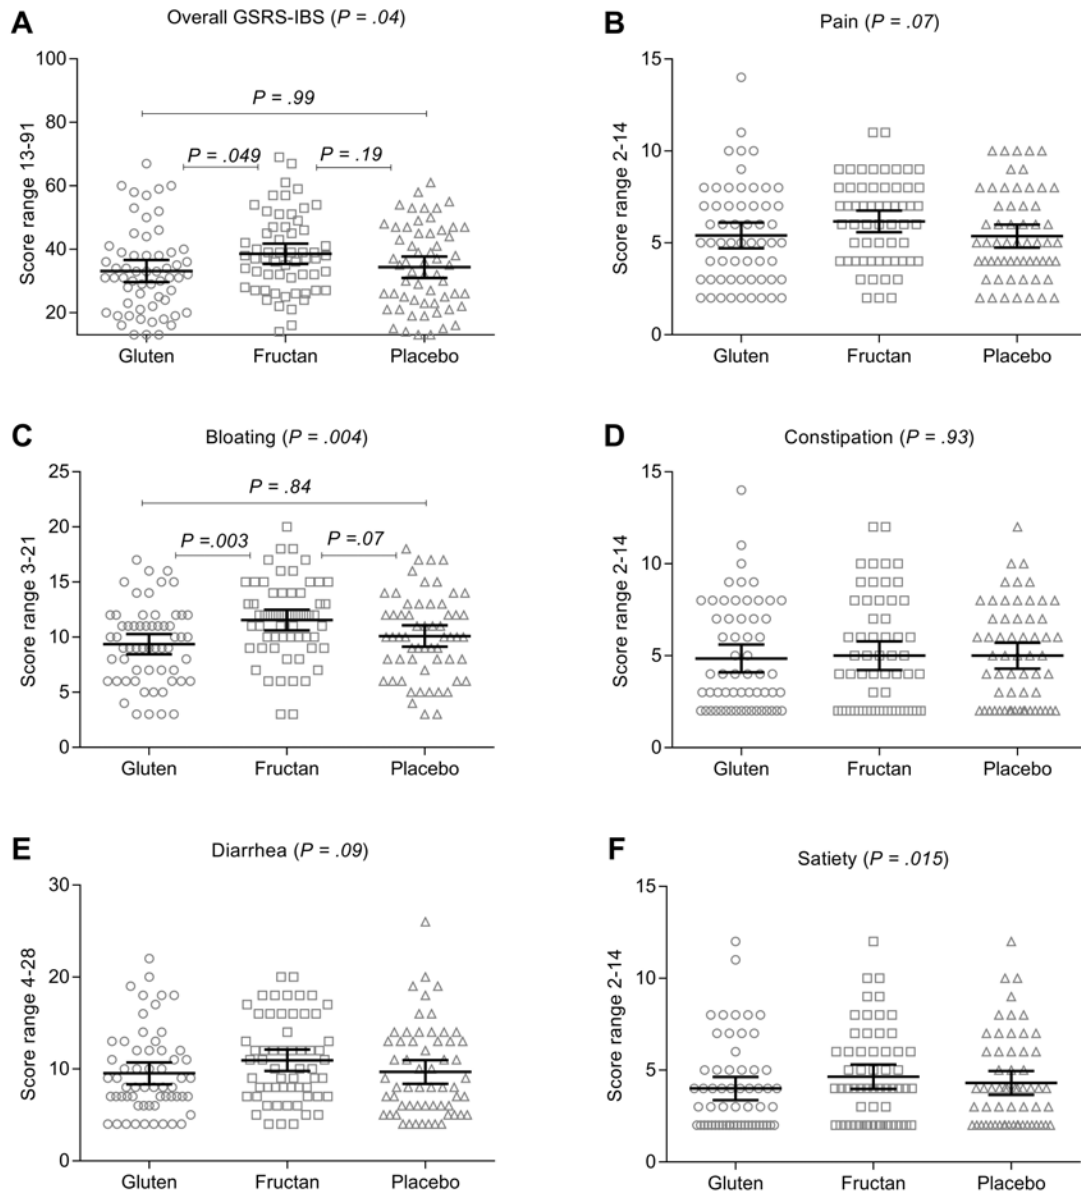 A
Overall GSRS-IBS (P = .04)
Score range 13-91
100
80
60
40
20
P = .99
P = .049
P = .19
Gluten
Fructan
Placebo
B
Pain (P = .07)
Score range 2-14
15
10
5
0
Gluten
Fructan
Placebo
C
Bloating (P = .004)
Score range 3-21
25
20
15
10
5
0
P = .84
P =.003
P =.07
Gluten
Fructan
Placebo
D
Constipation (P = .93)
Score range 2-14
15
10
5
0
Gluten
Fructan
Placebo
E
Diarrhea (P = .09)
Score range 4-28
30
20
10
0
Gluten
Fructan
Placebo
F
Satiety (P = .015)
Score range 2-14
15
10
5
0
Gluten
Fructan
Placebo